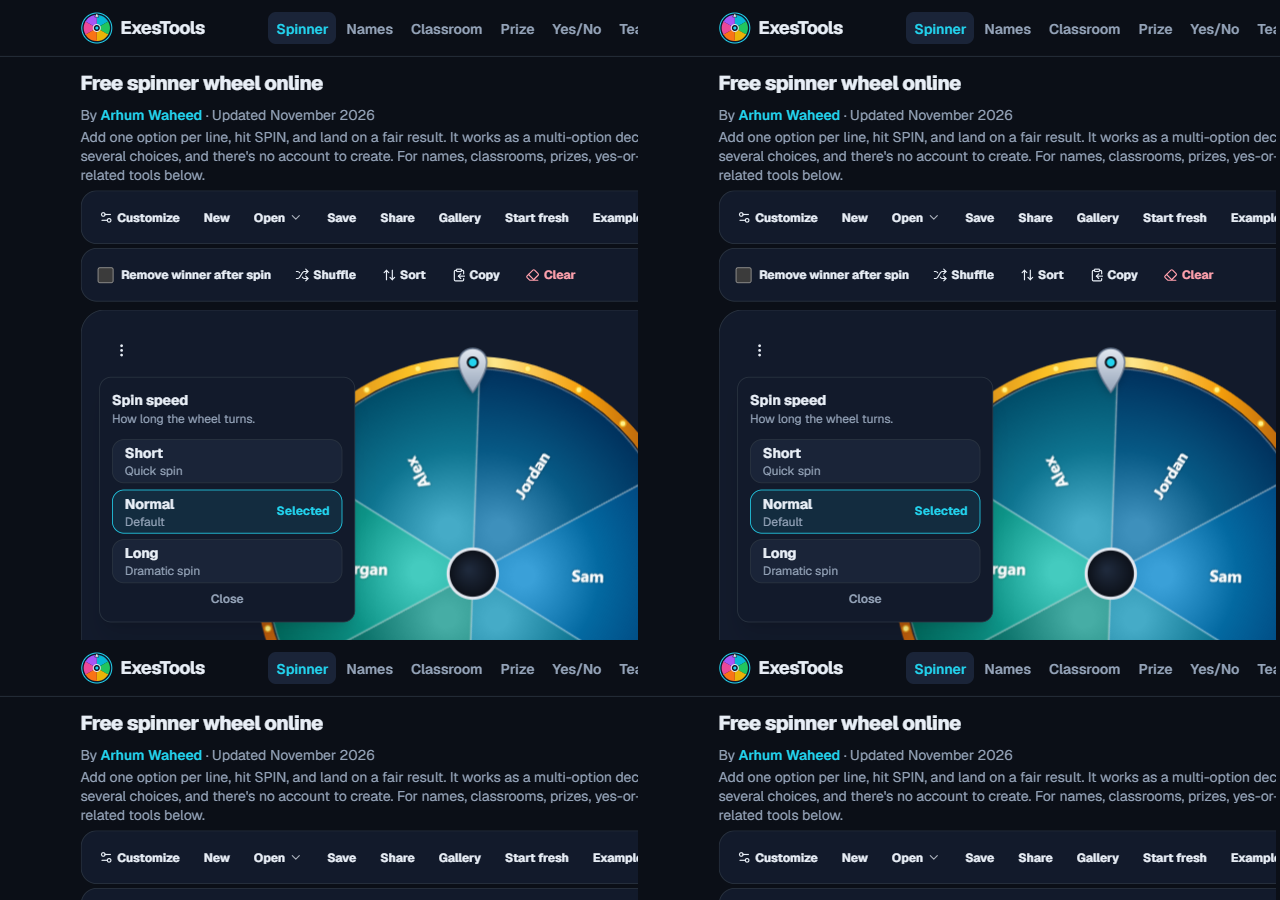 ExesTools Spinner Names Classroom Prize Yes/No
Free spinner wheel online
By Arhum Waheed · Updated November 2026
Add one option per line, hit SPIN, and land on a fair result. It works as a multi-option
several choices, and there's no account to create. For names, classrooms, prizes,
related tools below.
Customize New Open Save Share Gallery Start fresh
Remove winner after spin Shuffle Sort Copy Clear
Spin speed
How long the wheel turns.
Short
Quick spin
Normal
Default
Selected
Long
Dramatic spin
Close
Alex
Jordan
Sam
ExesTools Spinner Names Classroom Prize Yes/No
Free spinner wheel online
By Arhum Waheed · Updated November 2026
Add one option per line, hit SPIN, and land on a fair result. It works as a multi-option
several choices, and there's no account to create. For names, classrooms, prizes,
related tools below.
Customize New Open Save Share Gallery Start fresh
Remove winner after spin Shuffle Sort Copy Clear
Spin speed
How long the wheel turns.
Short
Quick spin
Normal
Default
Selected
Long
Dramatic spin
Close
Alex
Jordan
Sam
ExesTools Spinner Names Classroom Prize Yes/No
Free spinner wheel online
By Arhum Waheed · Updated November 2026
Add one option per line, hit SPIN, and land on a fair result. It works as a multi-option
several choices, and there's no account to create. For names, classrooms, prizes,
related tools below.
Customize New Open Save Share Gallery Start fresh
ExesTools Spinner Names Classroom Prize Yes/No
Free spinner wheel online
By Arhum Waheed · Updated November 2026
Add one option per line, hit SPIN, and land on a fair result. It works as a multi-option
several choices, and there's no account to create. For names, classrooms, prizes,
related tools below.
Customize New Open Save Share Gallery Start fresh